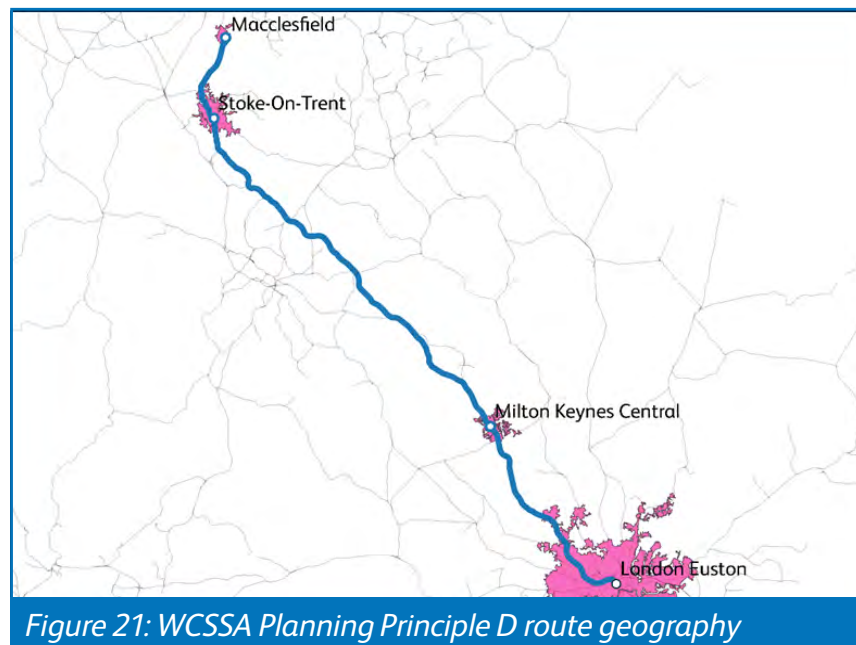 Macclesfield
Stoke-On-Trent
Milton Keynes Central
London Euston
Figure 21: WCSSA Planning Principle D route geography